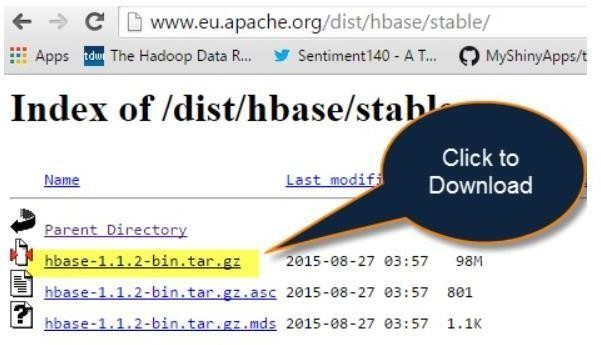 www.eu.apache.org/dist/hbase/stable/
Apps tdwi The Hadoop Data R... Sentiment140 - A T... MyShinyApps/t
Index of /dist/hbase/stabl
Click to
Download
Name Last modifi
Parent Directory
hbase-1.1.2-bin.tar.gz 2015-08-27 03:57 98M
hbase-1.1.2-bin.tar.gz.asc 2015-08-27 03:57 801
hbase-1.1.2-bin.tar.gz.mds 2015-08-27 03:57 1.1K